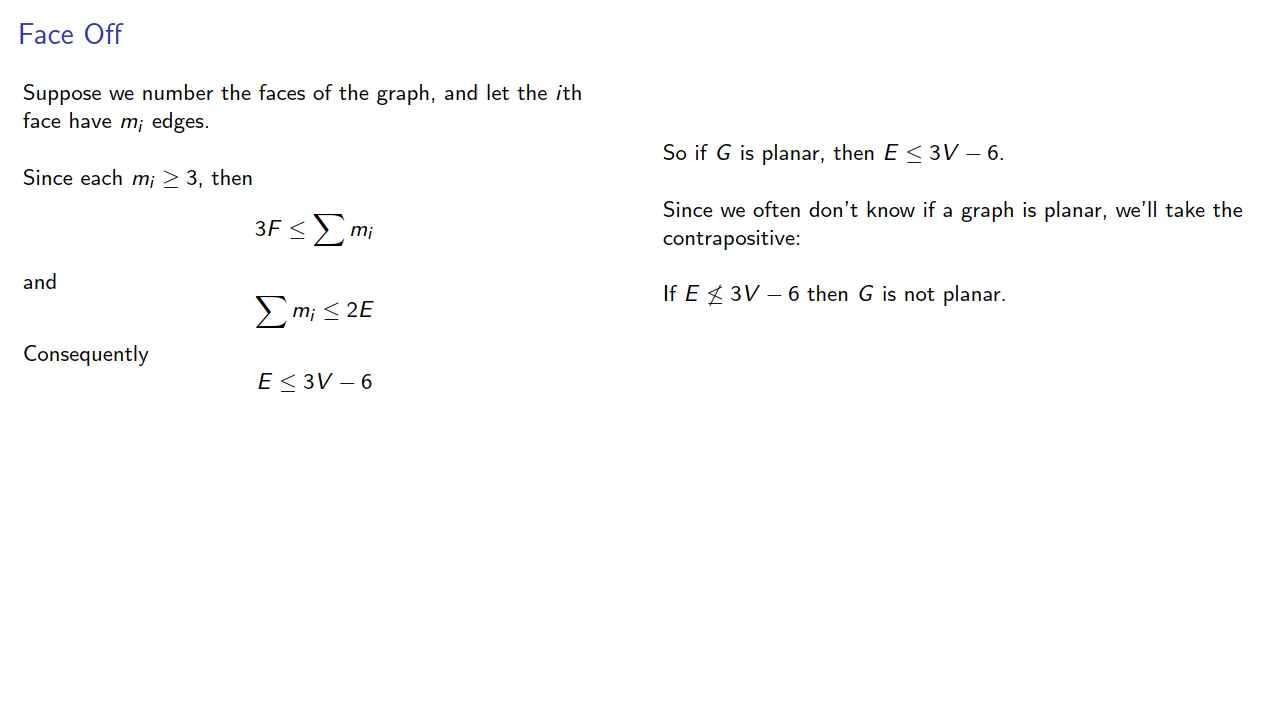 Face Off
Suppose we number the faces of the graph, and let the ith
face have mᵢ edges.
Since each mᵢ ≥ 3, then
3F ≤ ∑ mᵢ
and
∑ mᵢ ≤ 2E
Consequently
E ≤ 3V − 6
So if G is planar, then E ≤ 3V − 6.
Since we often don't know if a graph is planar, we'll take the
contrapositive:
If E ≰ 3V − 6 then G is not planar.